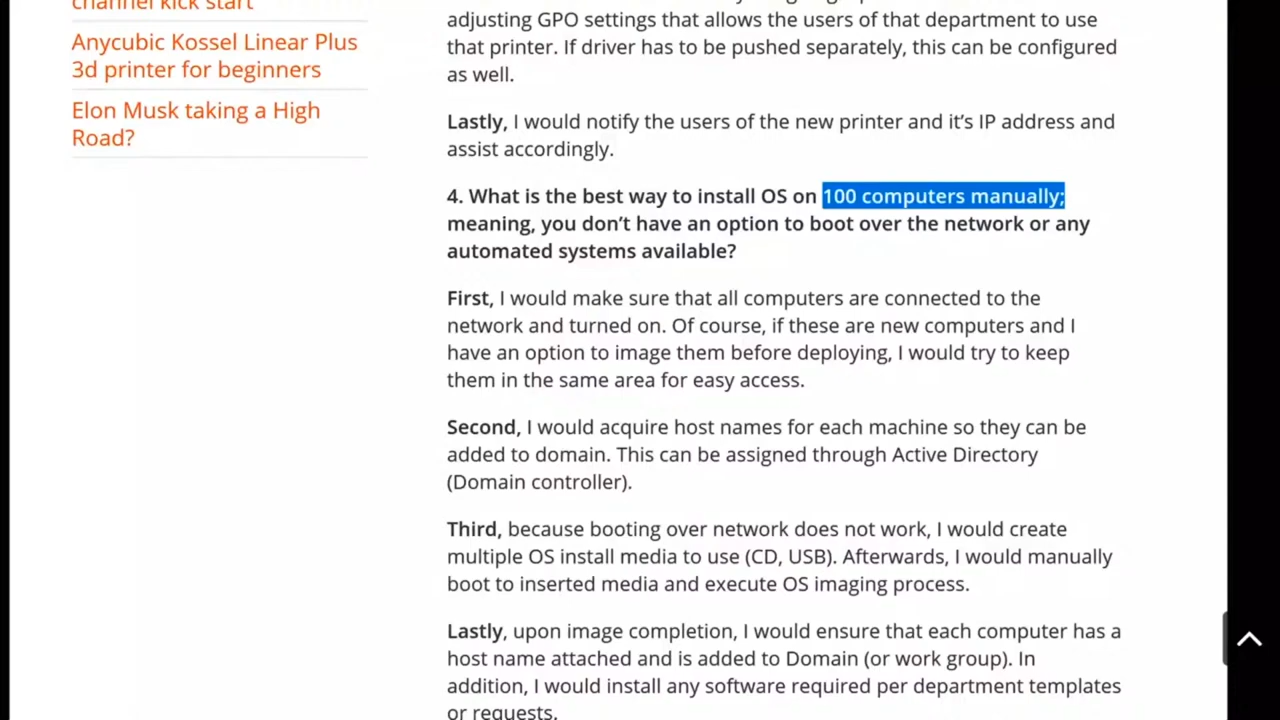 channel kick start
Anycubic Kossel Linear Plus
3d printer for beginners
Elon Musk taking a High
Road?
adjusting GPO settings that allows the users of that department to use
that printer. If driver has to be pushed separately, this can be configured
as well.
Lastly, I would notify the users of the new printer and it’s IP address and
assist accordingly.
4. What is the best way to install OS on 100 computers manually;
meaning, you don’t have an option to boot over the network or any
automated systems available?
First, I would make sure that all computers are connected to the
network and turned on. Of course, if these are new computers and I
have an option to image them before deploying, I would try to keep
them in the same area for easy access.
Second, I would acquire host names for each machine so they can be
added to domain. This can be assigned through Active Directory
(Domain controller).
Third, because booting over network does not work, I would create
multiple OS install media to use (CD, USB). Afterwards, I would manually
boot to inserted media and execute OS imaging process.
Lastly, upon image completion, I would ensure that each computer has a
host name attached and is added to Domain (or work group). In
addition, I would install any software required per department templates
or requests.